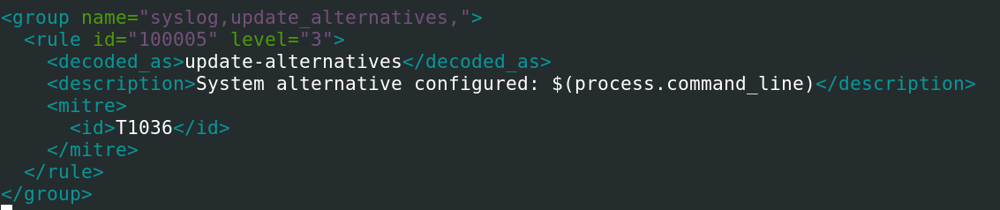 <group name="syslog,update_alternatives,">
  <rule id="100005" level="3">
    <decoded_as>update-alternatives</decoded_as>
    <description>System alternative configured: $(process.command_line)</description>
    <mitre>
      <id>T1036</id>
    </mitre>
  </rule>
</group>